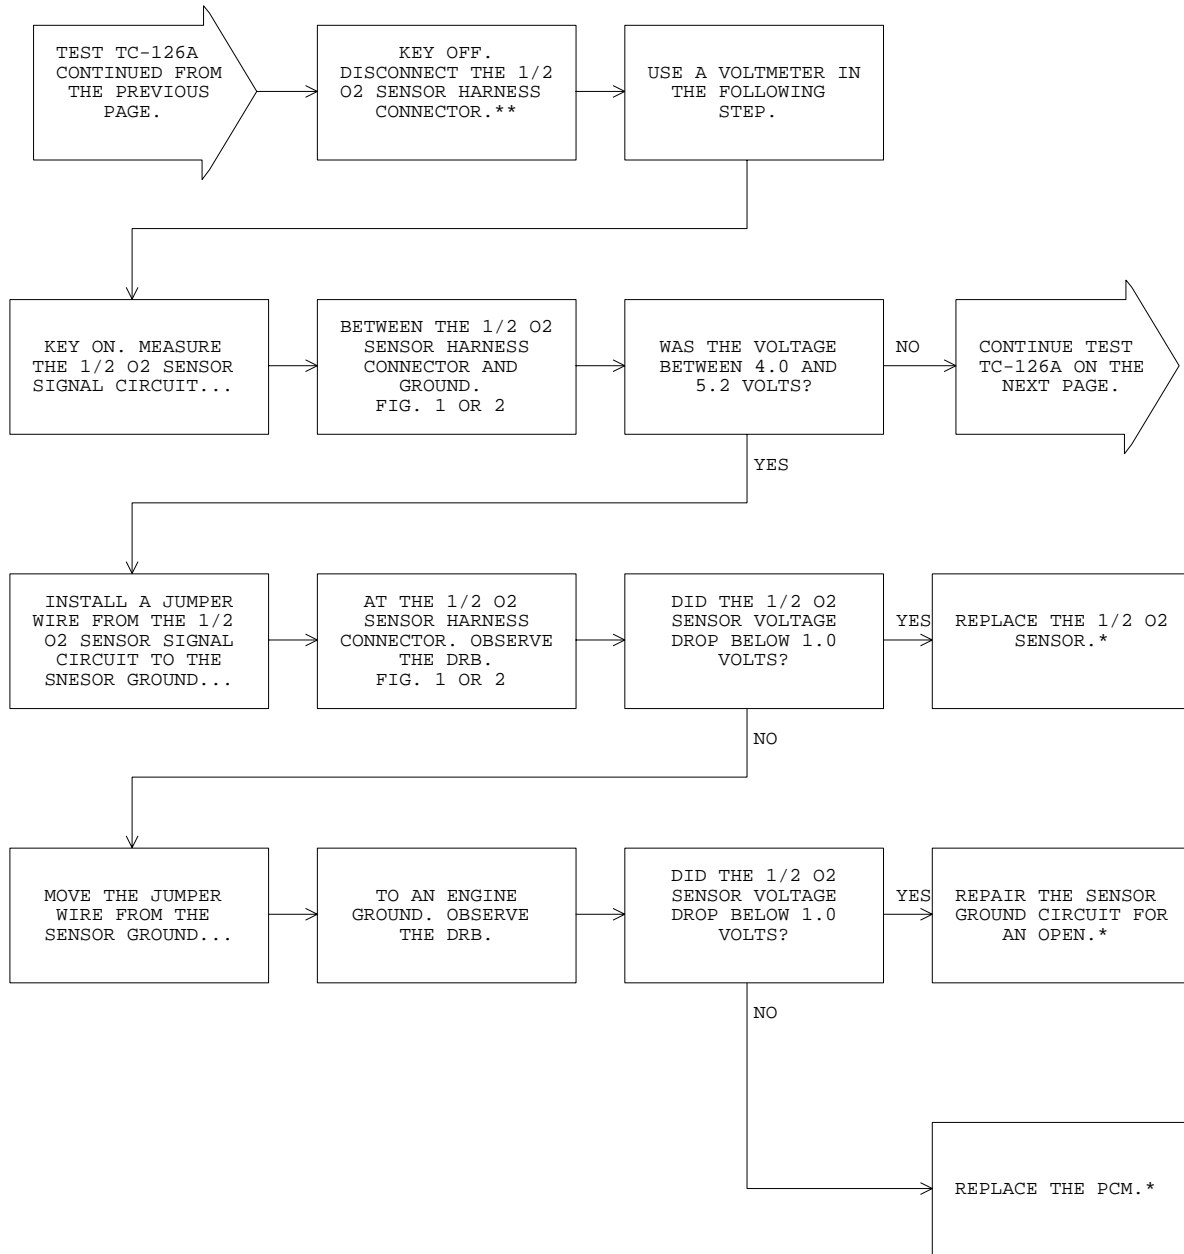 TEST TC-126A
CONTINUED FROM
THE PREVIOUS
PAGE.
KEY OFF.
DISCONNECT THE 1/2
O2 SENSOR HARNESS
CONNECTOR.**
USE A VOLTMETER IN
THE FOLLOWING
STEP.
KEY ON. MEASURE
THE 1/2 O2 SENSOR
SIGNAL CIRCUIT...
BETWEEN THE 1/2 O2
SENSOR HARNESS
CONNECTOR AND
GROUND.
FIG. 1 OR 2
WAS THE VOLTAGE
BETWEEN 4.0 AND
5.2 VOLTS?
NO
CONTINUE TEST
TC-126A ON THE
NEXT PAGE.
YES
INSTALL A JUMPER
WIRE FROM THE 1/2
O2 SENSOR SIGNAL
CIRCUIT TO THE
SNESOR GROUND...
AT THE 1/2 O2
SENSOR HARNESS
CONNECTOR. OBSERVE
THE DRB.
FIG. 1 OR 2
DID THE 1/2 O2
SENSOR VOLTAGE
DROP BELOW 1.0
VOLTS?
YES
REPLACE THE 1/2 O2
SENSOR.*
NO
MOVE THE JUMPER
WIRE FROM THE
SENSOR GROUND...
TO AN ENGINE
GROUND. OBSERVE
THE DRB.
DID THE 1/2 O2
SENSOR VOLTAGE
DROP BELOW 1.0
VOLTS?
YES
REPAIR THE SENSOR
GROUND CIRCUIT FOR
AN OPEN.*
NO
REPLACE THE PCM.*